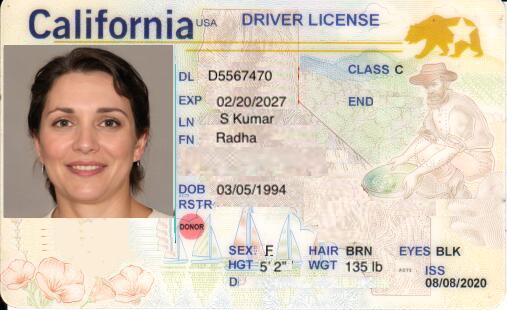 California USA DRIVER LICENSE
DL D5567470 CLASS C
EXP 02/20/2027 END
LN S Kumar
FN Radha
DOB 03/05/1994
RSTR
DONOR
SEX F HAIR BRN EYES BLK
HGT 5' 2" WGT 135 lb ISS
D 08/08/2020